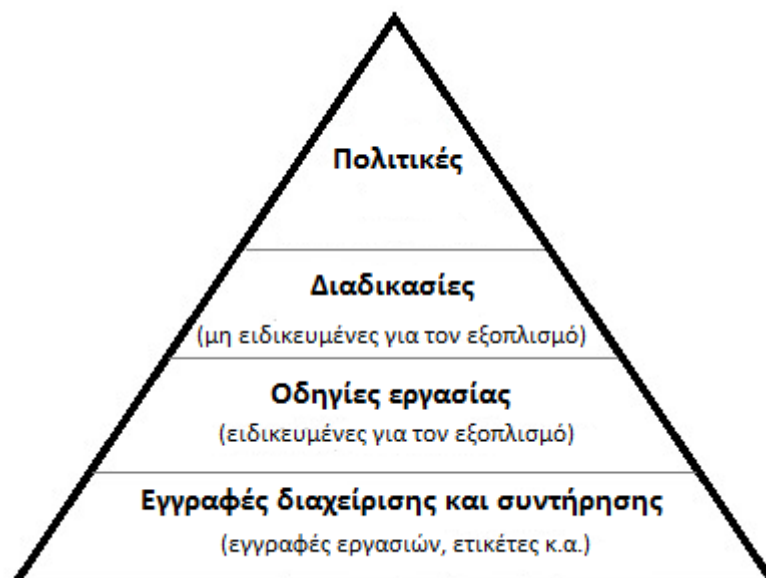 Πολιτικές
Διαδικασίες
(μη ειδικευμένες για τον εξοπλισμό)
Οδηγίες εργασίας
(ειδικευμένες για τον εξοπλισμό)
Εγγραφές διαχείρισης και συντήρησης
(εγγραφές εργασιών, ετικέτες κ.α.)